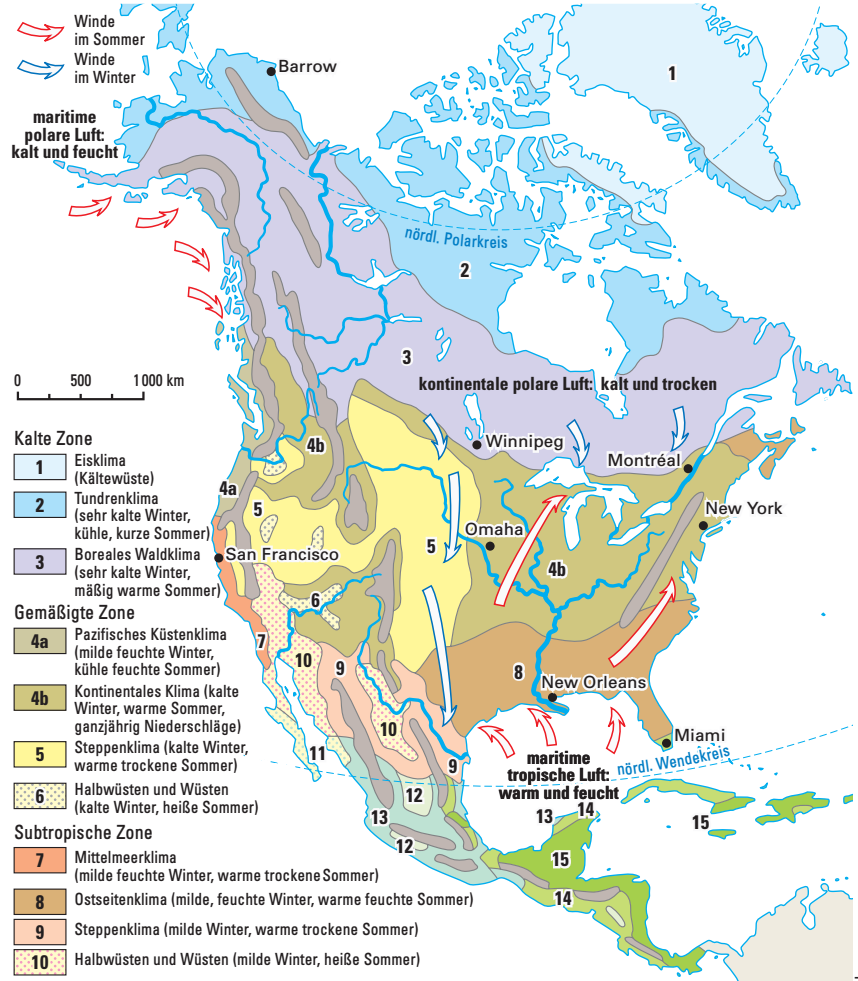 Winde
im Sommer
Winde
im Winter
Barrow
1
maritime
polare Luft:
kalt und feucht
nördl. Polarkreis
2
3
kontinentale polare Luft: kalt und trocken
0 500 1000 km
Winnipeg
Montréal
4b
4a
5
New York
Omaha
San Francisco
5
4b
6
7
10
9
8
New Orleans
10
Miami
11
9
maritime
tropische Luft:
warm und feucht
nördl. Wendekreis
12
13
12
13
14
15
15
14
Kalte Zone
1 Eisklima
(Kältewüste)
2 Tundrenklima
(sehr kalte Winter,
kühle, kurze Sommer)
3 Boreales Waldklima
(sehr kalte Winter,
mäßig warme Sommer)
Gemäßigte Zone
4a Pazifisches Küstenklima
(milde feuchte Winter,
kühle feuchte Sommer)
4b Kontinentales Klima (kalte
Winter, warme Sommer,
ganzjährig Niederschläge)
5 Steppenklima (kalte Winter,
warme trockene Sommer)
6 Halbwüsten und Wüsten
(kalte Winter, heiße Sommer)
Subtropische Zone
7 Mittelmeerklima
(milde feuchte Winter, warme trockene Sommer)
8 Ostseitenklima (milde, feuchte Winter, warme feuchte Sommer)
9 Steppenklima (milde Winter, warme trockene Sommer)
10 Halbwüsten und Wüsten (milde Winter, heiße Sommer)